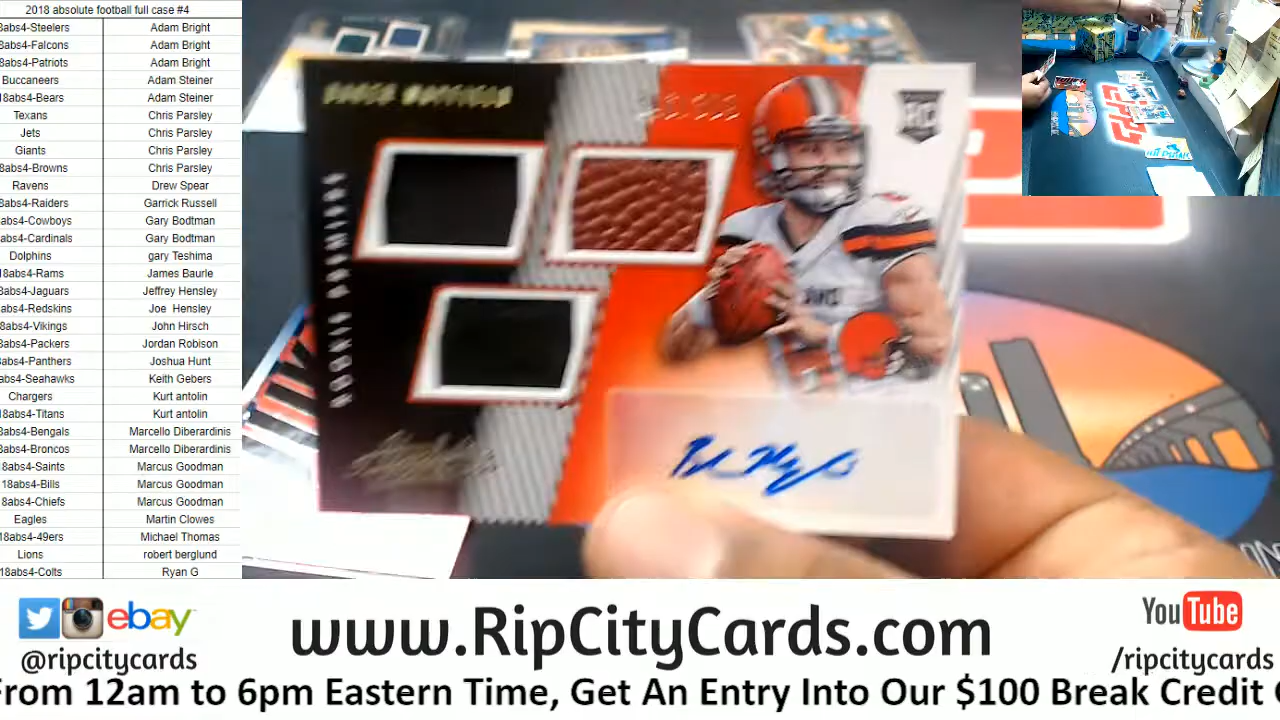 2018 absolute football full case #4
8abs4-Steelers Adam Bright
8abs4-Falcons Adam Bright
8abs4-Patriots Adam Bright
Buccaneers Adam Steiner
18abs4-Bears Adam Steiner
Texans Chris Parsley
Jets Chris Parsley
Giants Chris Parsley
8abs4-Browns Chris Parsley
Ravens Drew Spear
8abs4-Raiders Garrick Russell
abs4-Cowboys Gary Bodtman
abs4-Cardinals Gary Bodtman
Dolphins gary Teshima
18abs4-Rams James Baurle
8abs4-Jaguars Jeffrey Hensley
abs4-Redskins Joe Hensley
8abs4-Vikings John Hirsch
8abs4-Packers Jordan Robison
8abs4-Panthers Joshua Hunt
abs4-Seahawks Keith Gebers
Chargers Kurt antolin
18abs4-Titans Kurt antolin
8abs4-Bengals Marcello Diberardinis
8abs4-Broncos Marcello Diberardinis
8abs4-Saints Marcus Goodman
18abs4-Bills Marcus Goodman
8abs4-Chiefs Marcus Goodman
Eagles Martin Clowes
18abs4-49ers Michael Thomas
Lions robert berglund
18abs4-Colts Ryan G
BAKER MAYFIELD
RC
ROOKIE PREMIERE
Absolute
ebay
@ripcitycards
www.RipCityCards.com
YouTube
/ripcitycards
From 12am to 6pm Eastern Time, Get An Entry Into Our $100 Break Credit